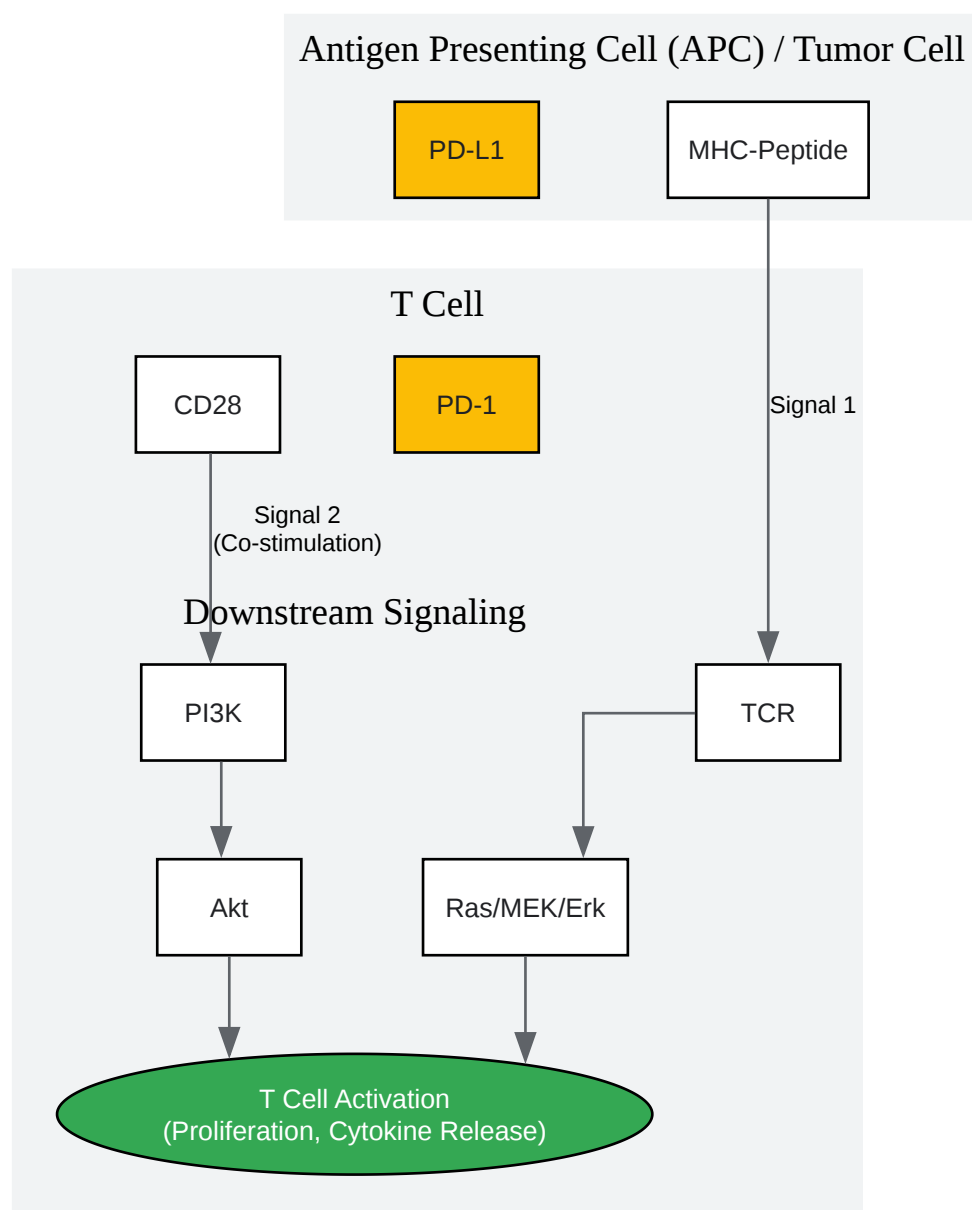 Antigen Presenting Cell (APC) / Tumor Cell
PD-L1
MHC-Peptide
T Cell
CD28
PD-1
Signal 1
Signal 2
(Co-stimulation)
Downstream Signaling
PI3K
TCR
Akt
Ras/MEK/Erk
T Cell Activation
(Proliferation, Cytokine Release)